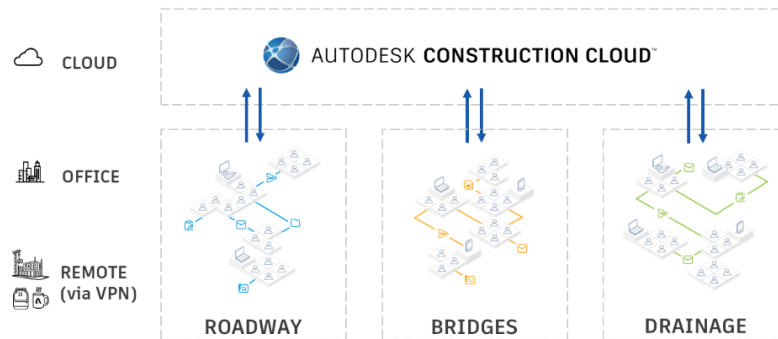 CLOUD
AUTODESK CONSTRUCTION CLOUD™
OFFICE
REMOTE
(via VPN)
ROADWAY
BRIDGES
DRAINAGE